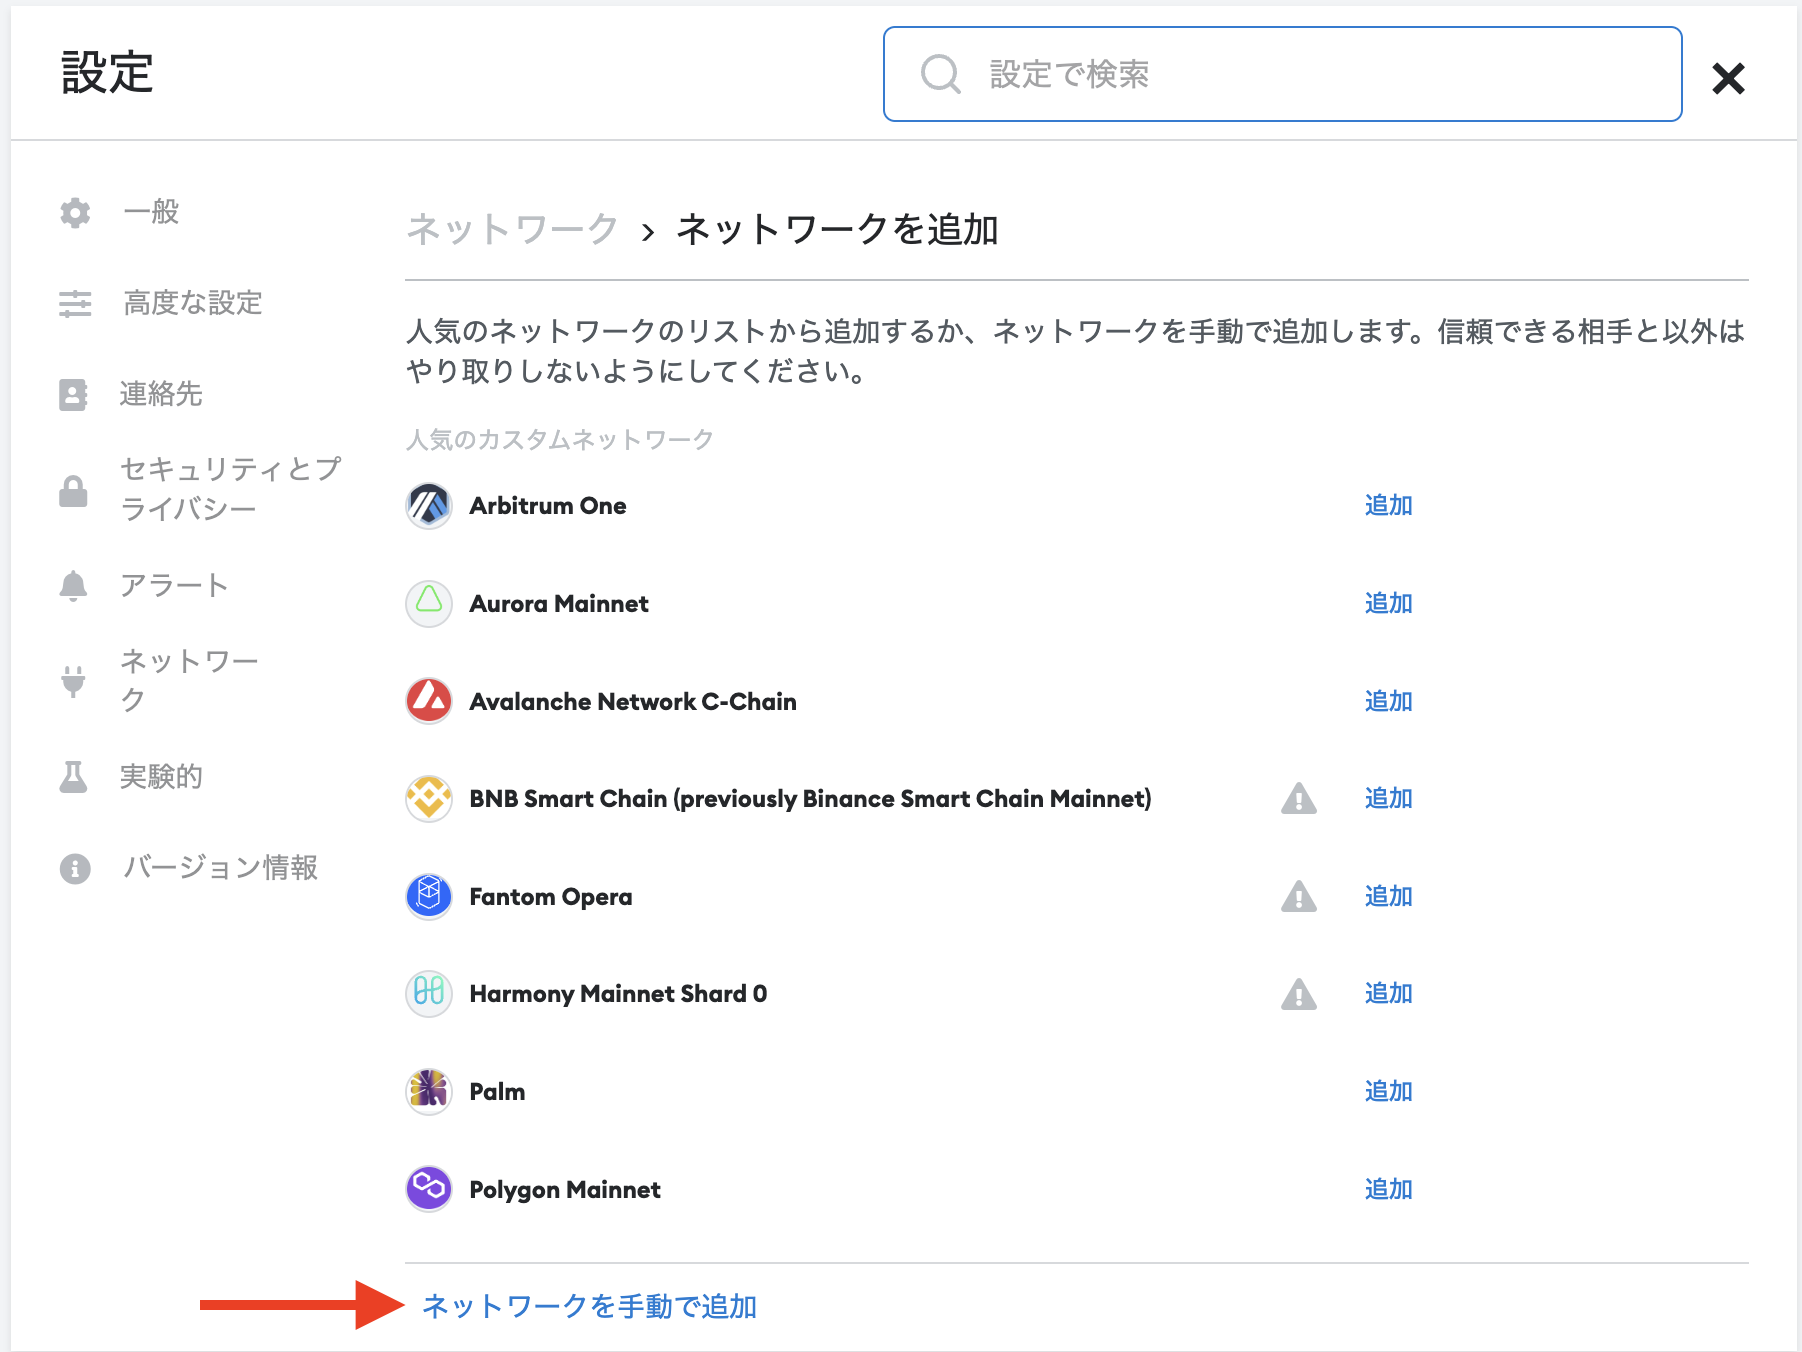 設定
設定で検索
一般
高度な設定
連絡先
セキュリティとプ
ライバシー
アラート
ネットワー
ク
実験的
バージョン情報
ネットワーク › ネットワークを追加
人気のネットワークのリストから追加するか、ネットワークを手動で追加します。信頼できる相手と以外は
やり取りしないようにしてください。
人気のカスタムネットワーク
Arbitrum One 追加
Aurora Mainnet 追加
Avalanche Network C-Chain 追加
BNB Smart Chain (previously Binance Smart Chain Mainnet) 追加
Fantom Opera 追加
Harmony Mainnet Shard 0 追加
Palm 追加
Polygon Mainnet 追加
ネットワークを手動で追加